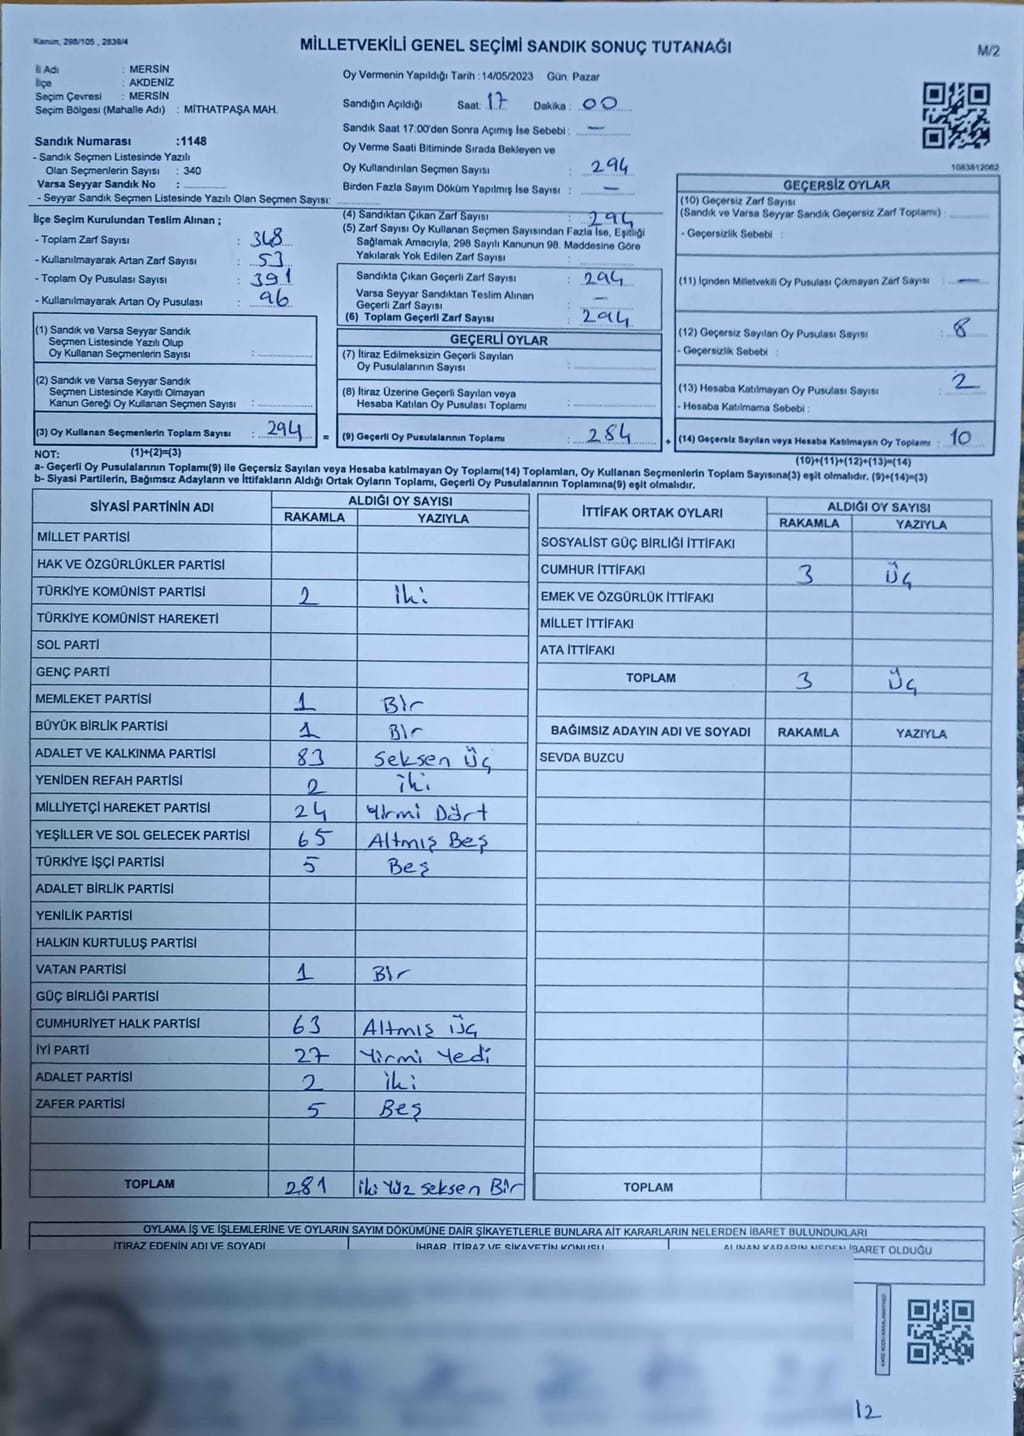 Kanun, 298/105 , 2839/4
MİLLETVEKİLİ GENEL SEÇİMİ SANDIK SONUÇ TUTANAĞI
M/2
İl Adı : MERSİN
İlçe : AKDENİZ
Seçim Çevresi : MERSİN
Seçim Bölgesi (Mahalle Adı) : MİTHATPAŞA MAH.
Sandık Numarası :1148
- Sandık Seçmen Listesinde Yazılı
Olan Seçmenlerin Sayısı : 340
Varsa Seyyar Sandık No :
- Seyyar Sandık Seçmen Listesinde Yazılı Olan Seçmen Sayısı:
Oy Vermenin Yapıldığı Tarih :14/05/2023 Gün: Pazar
Sandığın Açıldığı Saat: 17 Dakika : 00
Sandık Saat 17:00'den Sonra Açımış İse Sebebi : —
Oy Verme Saati Bitiminde Sırada Bekleyen ve
Oy Kullandırılan Seçmen Sayısı : 294
Birden Fazla Sayım Döküm Yapılmış İse Sayısı : —
1083812062
İlçe Seçim Kurulundan Teslim Alınan ;
- Toplam Zarf Sayısı : 348
- Kullanılmayarak Artan Zarf Sayısı : 53
- Toplam Oy Pusulası Sayısı : 391
- Kullanılmayarak Artan Oy Pusulası : 96
(4) Sandıktan Çıkan Zarf Sayısı : 294
(5) Zarf Sayısı Oy Kullanan Seçmen Sayısından Fazla İse, Eşitliği
Sağlamak Amacıyla, 298 Sayılı Kanunun 98. Maddesine Göre
Yakılarak Yok Edilen Zarf Sayısı :
Sandıkta Çıkan Geçerli Zarf Sayısı : 294
Varsa Seyyar Sandıktan Teslim Alınan
Geçerli Zarf Sayısı : —
(6) Toplam Geçerli Zarf Sayısı : 294
GEÇERSİZ OYLAR
(10) Geçersiz Zarf Sayısı
(Sandık ve Varsa Seyyar Sandık Geçersiz Zarf Toplamı) :
- Geçersizlik Sebebi :
(11) İçinden Milletvekili Oy Pusulası Çıkmayan Zarf Sayısı : —
(12) Geçersiz Sayılan Oy Pusulası Sayısı : 8
- Geçersizlik Sebebi :
(13) Hesaba Katılmayan Oy Pusulası Sayısı : 2
- Hesaba Katılmama Sebebi :
(14) Geçersiz Sayılan veya Hesaba Katılmayan Oy Toplamı : 10
(10)+(11)+(12)+(13)=(14)
(1) Sandık ve Varsa Seyyar Sandık
Seçmen Listesinde Yazılı Olup
Oy Kullanan Seçmenlerin Sayısı :
(2) Sandık ve Varsa Seyyar Sandık
Seçmen Listesinde Kayıtlı Olmayan
Kanun Gereği Oy Kullanan Seçmen Sayısı :
(3) Oy Kullanan Seçmenlerin Toplam Sayısı : 294 =
(1)+(2)=(3)
GEÇERLİ OYLAR
(7) İtiraz Edilmeksizin Geçerli Sayılan
Oy Pusulalarının Sayısı :
(8) İtiraz Üzerine Geçerli Sayılan veya
Hesaba Katılan Oy Pusulası Toplamı :
(9) Geçerli Oy Pusulalarının Toplamı : 284 +
NOT:
a- Geçerli Oy Pusulalarının Toplamı(9) ile Geçersiz Sayılan veya Hesaba katılmayan Oy Toplamı(14) Toplamları, Oy Kullanan Seçmenlerin Toplam Sayısına(3) eşit olmalıdır. (9)+(14)=(3)
b- Siyasi Partilerin, Bağımsız Adayların ve İttifakların Aldığı Ortak Oyların Toplamı, Geçerli Oy Pusulalarının Toplamına(9) eşit olmalıdır.
SİYASİ PARTİNİN ADI ALDIĞI OY SAYISI
RAKAMLA YAZIYLA
MİLLET PARTİSİ
HAK VE ÖZGÜRLÜKLER PARTİSİ
TÜRKİYE KOMÜNİST PARTİSİ 2 İki
TÜRKİYE KOMÜNİST HAREKETİ
SOL PARTİ
GENÇ PARTİ
MEMLEKET PARTİSİ 1 Bir
BÜYÜK BİRLİK PARTİSİ 1 Bir
ADALET VE KALKINMA PARTİSİ 83 Seksen Üç
YENİDEN REFAH PARTİSİ 2 iki
MİLLİYETÇİ HAREKET PARTİSİ 24 Yirmi Dört
YEŞİLLER VE SOL GELECEK PARTİSİ 65 Altmış Beş
TÜRKİYE İŞÇİ PARTİSİ 5 Beş
ADALET BİRLİK PARTİSİ
YENİLİK PARTİSİ
HALKIN KURTULUŞ PARTİSİ
VATAN PARTİSİ 1 Bir
GÜÇ BİRLİĞİ PARTİSİ
CUMHURİYET HALK PARTİSİ 63 Altmış Üç
İYİ PARTİ 27 Yirmi Yedi
ADALET PARTİSİ 2 iki
ZAFER PARTİSİ 5 Beş
TOPLAM 281 İki Yüz Seksen Bir
İTTİFAK ORTAK OYLARI ALDIĞI OY SAYISI
RAKAMLA YAZIYLA
SOSYALİST GÜÇ BİRLİĞİ İTTİFAKI
CUMHUR İTTİFAKI 3 Üç
EMEK VE ÖZGÜRLÜK İTTİFAKI
MİLLET İTTİFAKI
ATA İTTİFAKI
TOPLAM 3 Üç
BAĞIMSIZ ADAYIN ADI VE SOYADI RAKAMLA YAZIYLA
SEVDA BUZCU
TOPLAM
OYLAMA İŞ VE İŞLEMLERİNE VE OYLARIN SAYIM DÖKÜMÜNE DAİR ŞİKAYETLERLE BUNLARA AİT KARARLARIN NELERDEN İBARET BULUNDUKLARI
İTİRAZ EDENİN ADI VE SOYADI İHBAR, İTİRAZ VE ŞİKAYETİN KONUSU ALINAN KARARIN NEDEN İBARET OLDUĞU
12